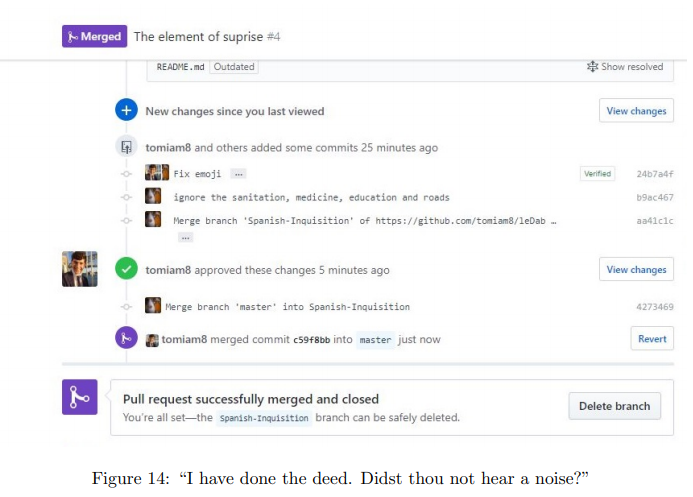 Merged The element of suprise #4
README.md Outdated Show resolved
New changes since you last viewed View changes
tomiam8 and others added some commits 25 minutes ago
Fix emoji … Verified 24b7a4f
ignore the sanitation, medicine, education and roads b9ac467
Merge branch 'Spanish-Inquisition' of https://github.com/tomiam8/leDab … aa41c1c
…
tomiam8 approved these changes 5 minutes ago View changes
Merge branch 'master' into Spanish-Inquisition 4273469
tomiam8 merged commit c59f8bb into master just now Revert
Pull request successfully merged and closed
You're all set—the Spanish-Inquisition branch can be safely deleted. Delete branch
Figure 14: “I have done the deed. Didst thou not hear a noise?”